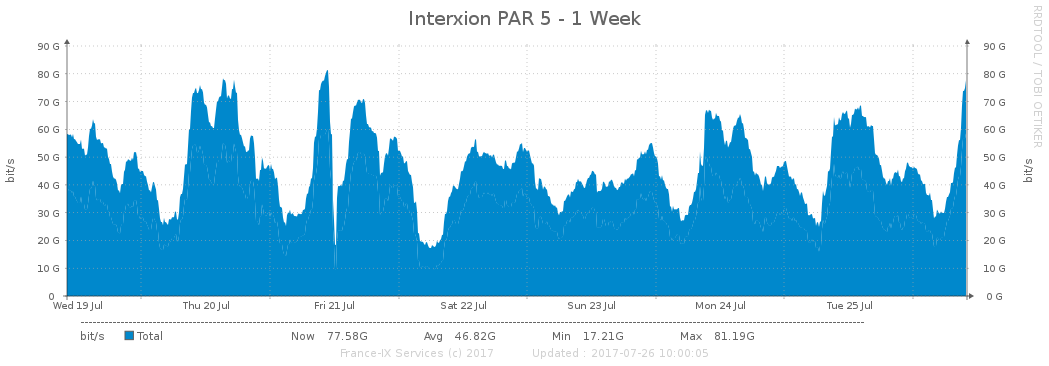 Interxion PAR 5 - 1 Week
RRDTOOL / TOBI OETIKER
bit/s
90 G
80 G
70 G
60 G
50 G
40 G
30 G
20 G
10 G
0
90 G
80 G
70 G
60 G
50 G
40 G
30 G
20 G
10 G
0 G
bit/s
Wed 19 Jul Thu 20 Jul Fri 21 Jul Sat 22 Jul Sun 23 Jul Mon 24 Jul Tue 25 Jul
bit/s Total Now 77.58G Avg 46.82G Min 17.21G Max 81.19G
France-IX Services (c) 2017 Updated : 2017-07-26 10:00:05